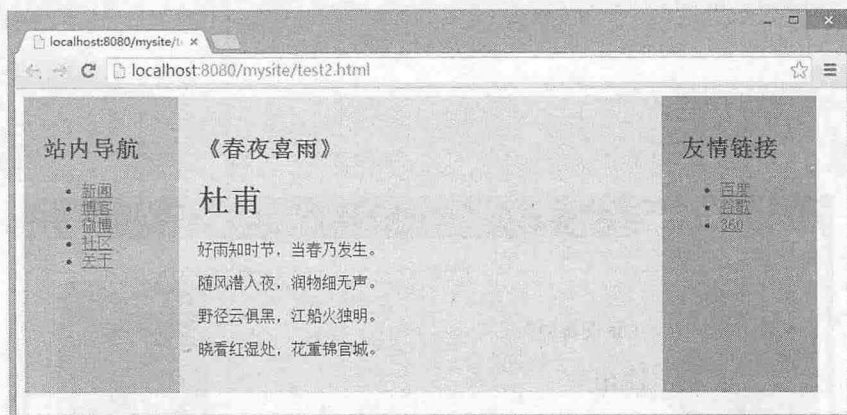 localhost:8080/mysite/t
localhost:8080/mysite/test2.html
站内导航
新闻
博客
微博
社区
关于
《春夜喜雨》
杜甫
好雨知时节，当春乃发生。
随风潜入夜，润物细无声。
野径云俱黑，江船火独明。
晓看红湿处，花重锦官城。
友情链接
百度
谷歌
360